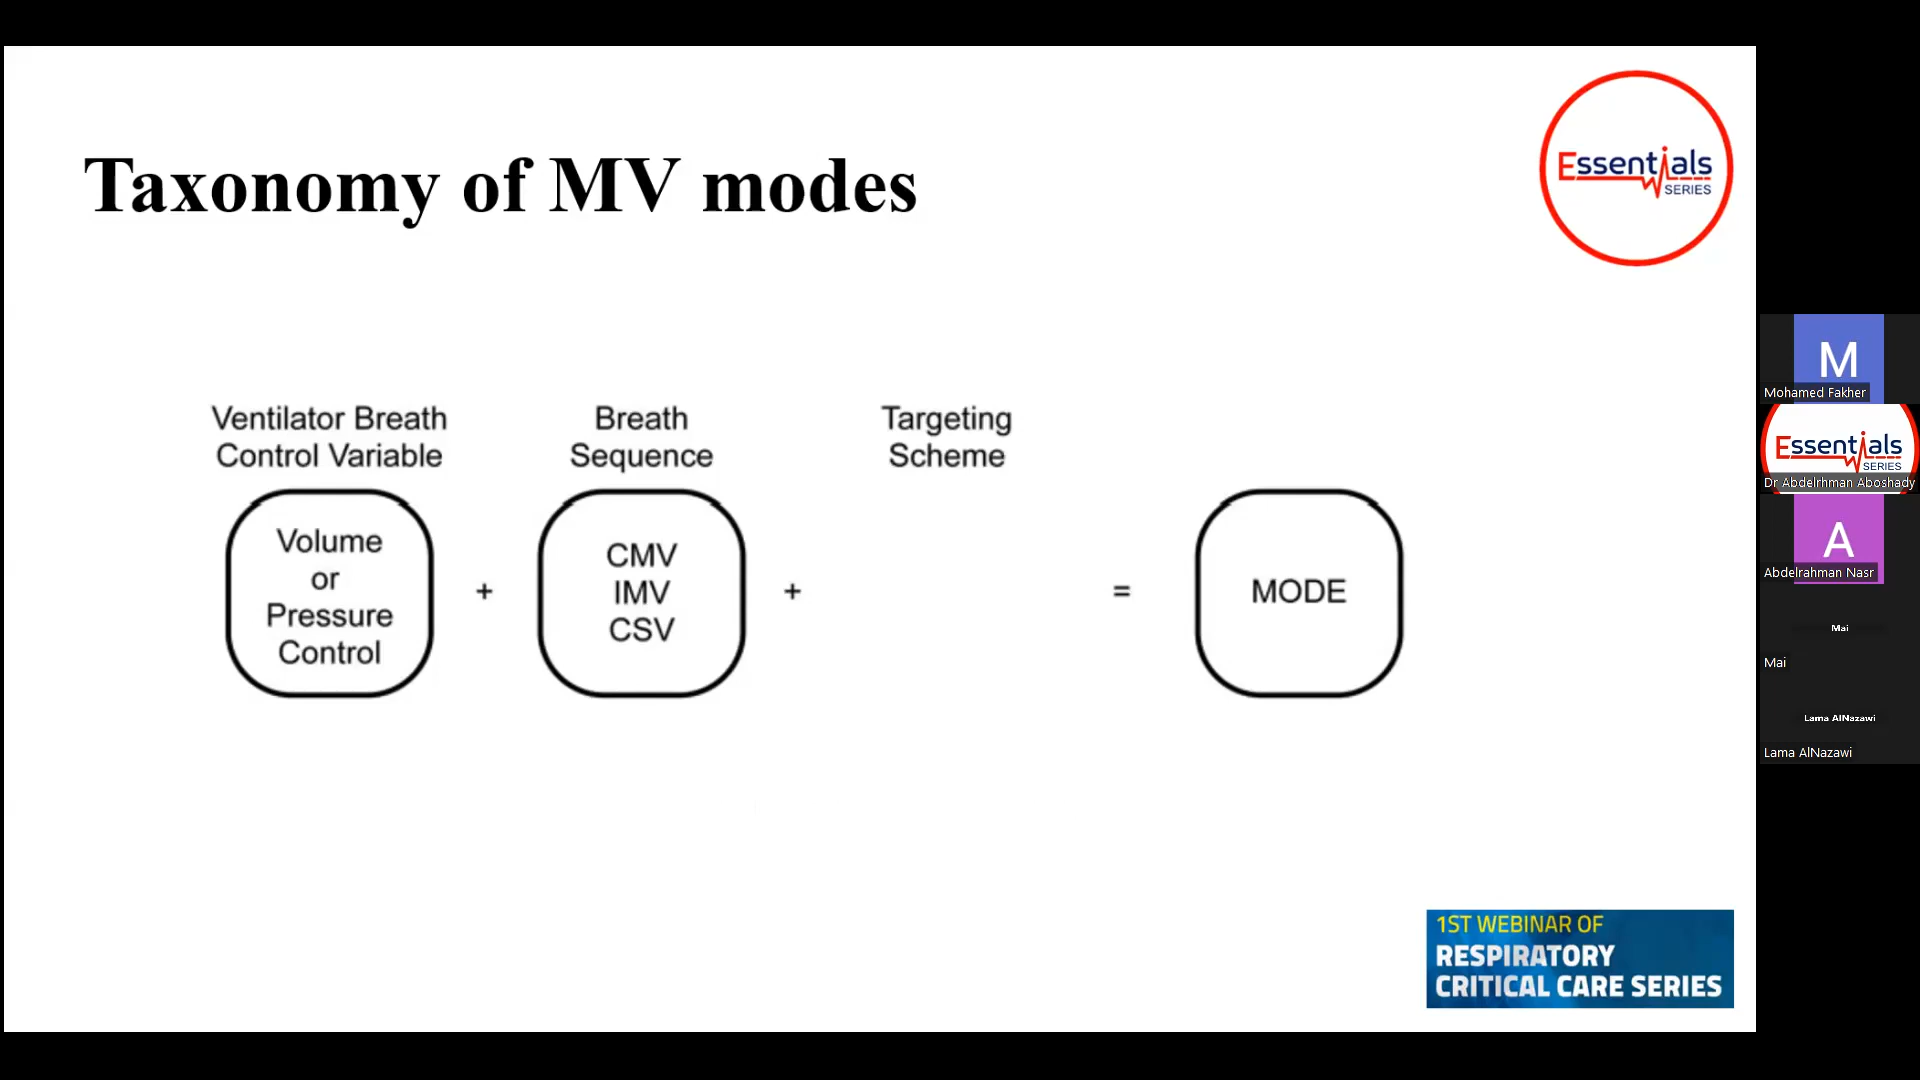 Taxonomy of MV modes
Essentials
SERIES
Ventilator Breath
Control Variable
Breath
Sequence
Targeting
Scheme
Volume
or
Pressure
Control
+
CMV
IMV
CSV
+
=
MODE
1ST WEBINAR OF
RESPIRATORY
CRITICAL CARE SERIES
M
Mohamed Fakher
Essentials
SERIES
Dr Abdelrhman Aboshady
A
Abdelrahman Nasr
Mai
Mai
Lama AlNazawi
Lama AlNazawi